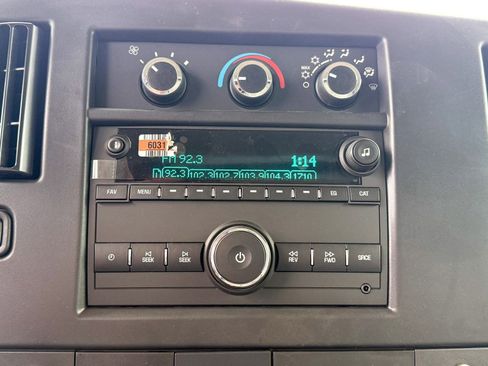 MAX
6031
FM 92.3 1:14
92.3 102.3 102.7 103.9 104.3 1710
FAV MENU EQ CAT
SEEK SEEK REV FWD SRCE